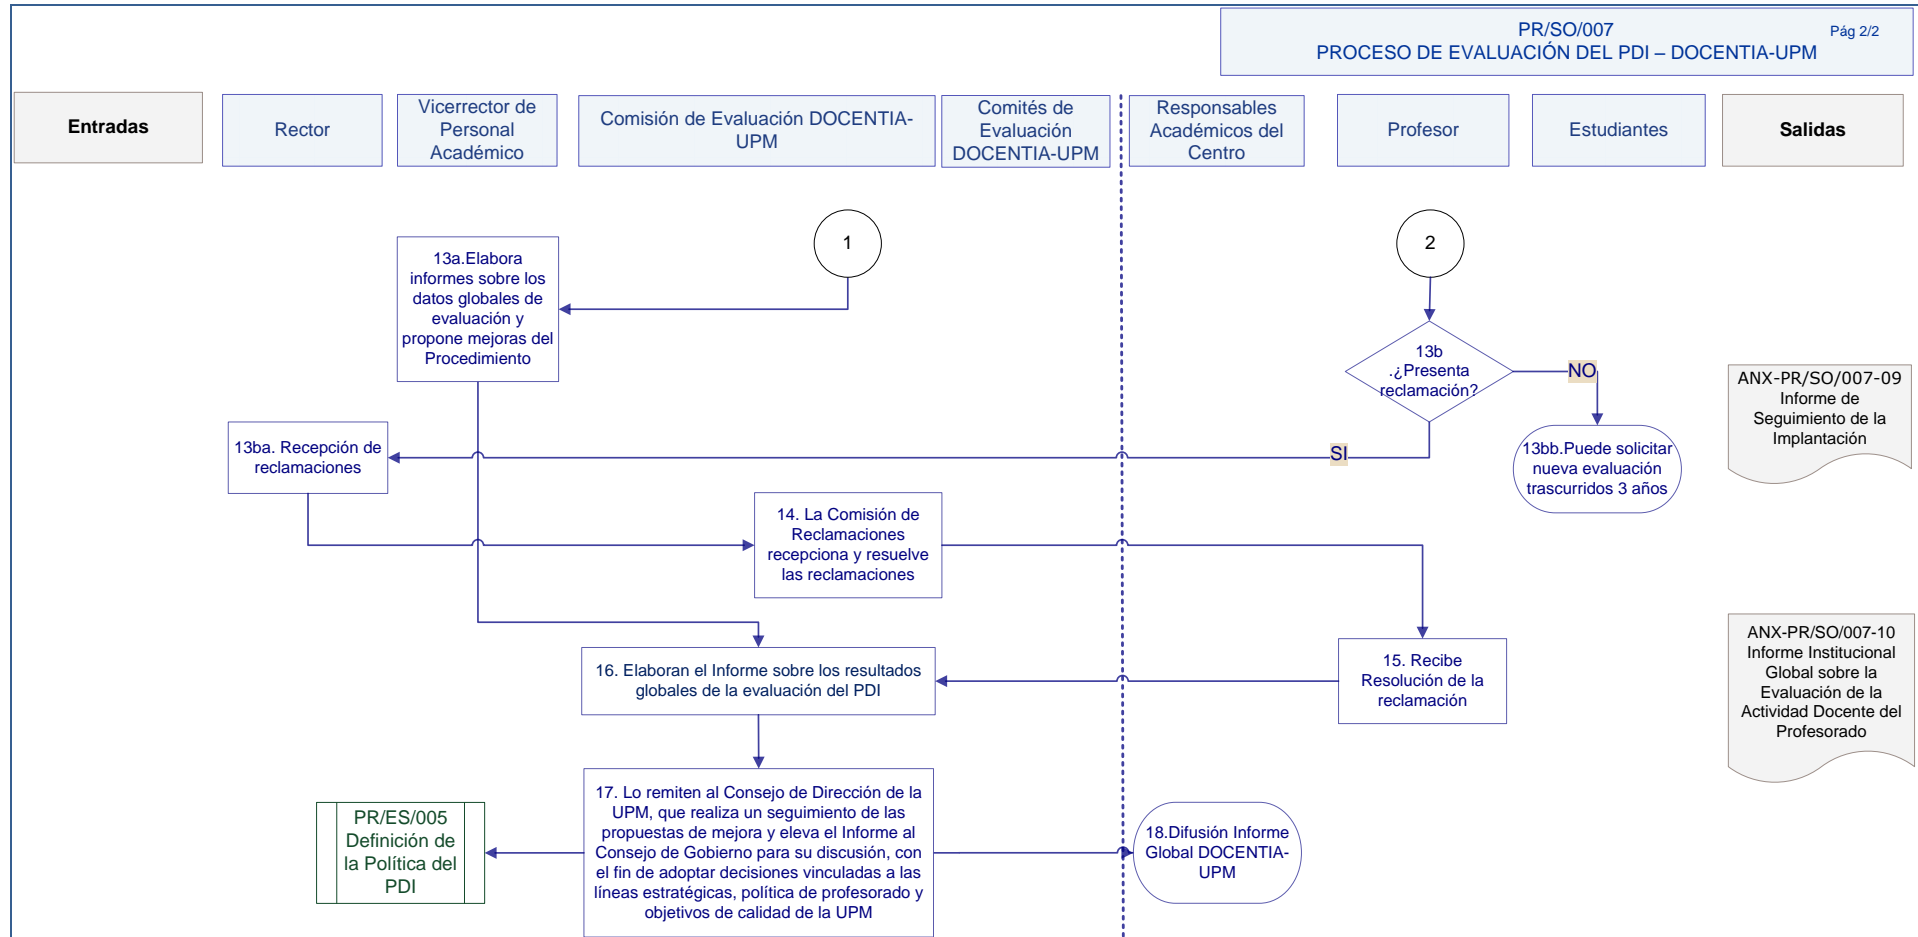 PR/SO/007
Pág 2/2
PROCESO DE EVALUACIÓN DEL PDI – DOCENTIA-UPM
Entradas
Rector
Vicerrector de
Personal
Académico
Comisión de Evaluación DOCENTIA-
UPM
Comités de
Evaluación
DOCENTIA-UPM
Responsables
Académicos del
Centro
Profesor
Estudiantes
Salidas
1
2
13a.Elabora
informes sobre los
datos globales de
evaluación y
propone mejoras del
Procedimiento
13b
.¿Presenta
reclamación?
NO
SI
ANX-PR/SO/007-09
Informe de
Seguimiento de la
Implantación
13ba. Recepción de
reclamaciones
13bb.Puede solicitar
nueva evaluación
trascurridos 3 años
14. La Comisión de
Reclamaciones
recepciona y resuelve
las reclamaciones
16. Elaboran el Informe sobre los resultados
globales de la evaluación del PDI
15. Recibe
Resolución de la
reclamación
ANX-PR/SO/007-10
Informe Institucional
Global sobre la
Evaluación de la
Actividad Docente del
Profesorado
PR/ES/005
Definición de
la Política del
PDI
17. Lo remiten al Consejo de Dirección de la
UPM, que realiza un seguimiento de las
propuestas de mejora y eleva el Informe al
Consejo de Gobierno para su discusión, con
el fin de adoptar decisiones vinculadas a las
líneas estratégicas, política de profesorado y
objetivos de calidad de la UPM
18.Difusión Informe
Global DOCENTIA-
UPM